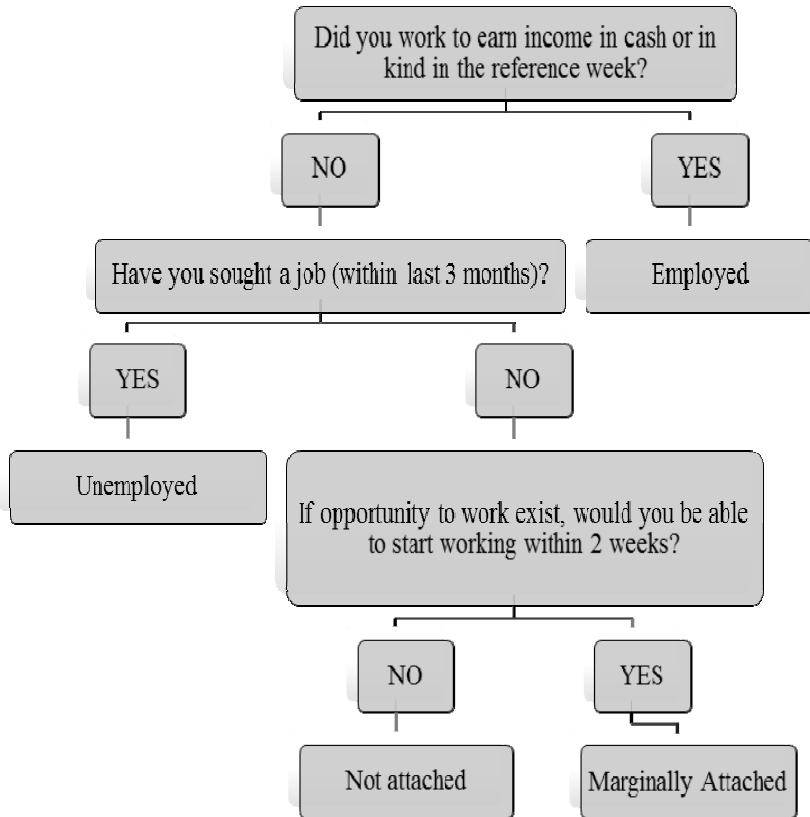 Did you work to earn income in cash or in
kind in the reference week?
NO
YES
Have you sought a job (within last 3 months)?
Employed
YES
NO
Unemployed
If opportunity to work exist, would you be able
to start working within 2 weeks?
NO
YES
Not attached
Marginally Attached